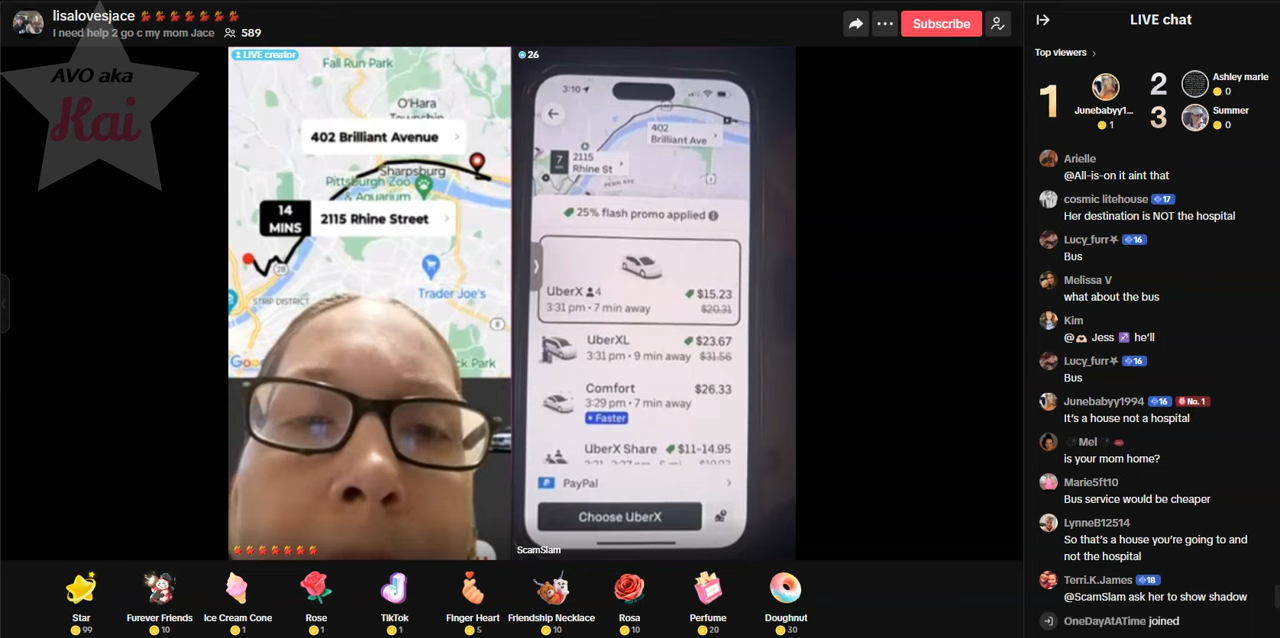 lisalovesjace
I need help 2 go c my mom Jace 589
Subscribe
AVO aka
Kai
LIVE creator
Fall Run Park
O'Hara
Township
402 Brilliant Avenue
Sharpsburg
Pittsburgh Zoo
& Aquarium
14
MINS
2115 Rhine Street
28
STRIP DISTRICT
Trader Joe's
8
Goo
ck Park
26
3:10
402
Brilliant Ave
7
2115
Rhine St
PENN AVE
25% flash promo applied
UberX 4
$15.23
3:31 pm • 7 min away
$20.31
UberXL
$23.67
3:31 pm • 9 min away
$31.56
Comfort
$26.33
3:29 pm • 7 min away
Faster
UberX Share
$11-14.95
PayPal
Choose UberX
ScamSlam
Star
99
Furever Friends
10
Ice Cream Cone
1
Rose
1
TikTok
1
Finger Heart
5
Friendship Necklace
10
Rosa
10
Perfume
20
Doughnut
30
LIVE chat
Top viewers
1
Junebabyy1...
1
2
Ashley marie
0
3
Summer
0
Arielle
@All-is-on it aint that
cosmic litehouse 17
Her destination is NOT the hospital
Lucy_furr 16
Bus
Melissa V
what about the bus
Kim
@ Jess he'll
Lucy_furr 16
Bus
Junebabyy1994 16 No. 1
It's a house not a hospital
Mel
is your mom home?
Marie5ft10
Bus service would be cheaper
LynneB12514
So that's a house you're going to and
not the hospital
Terri.K.James 18
@ScamSlam ask her to show shadow
OneDayAtATime joined